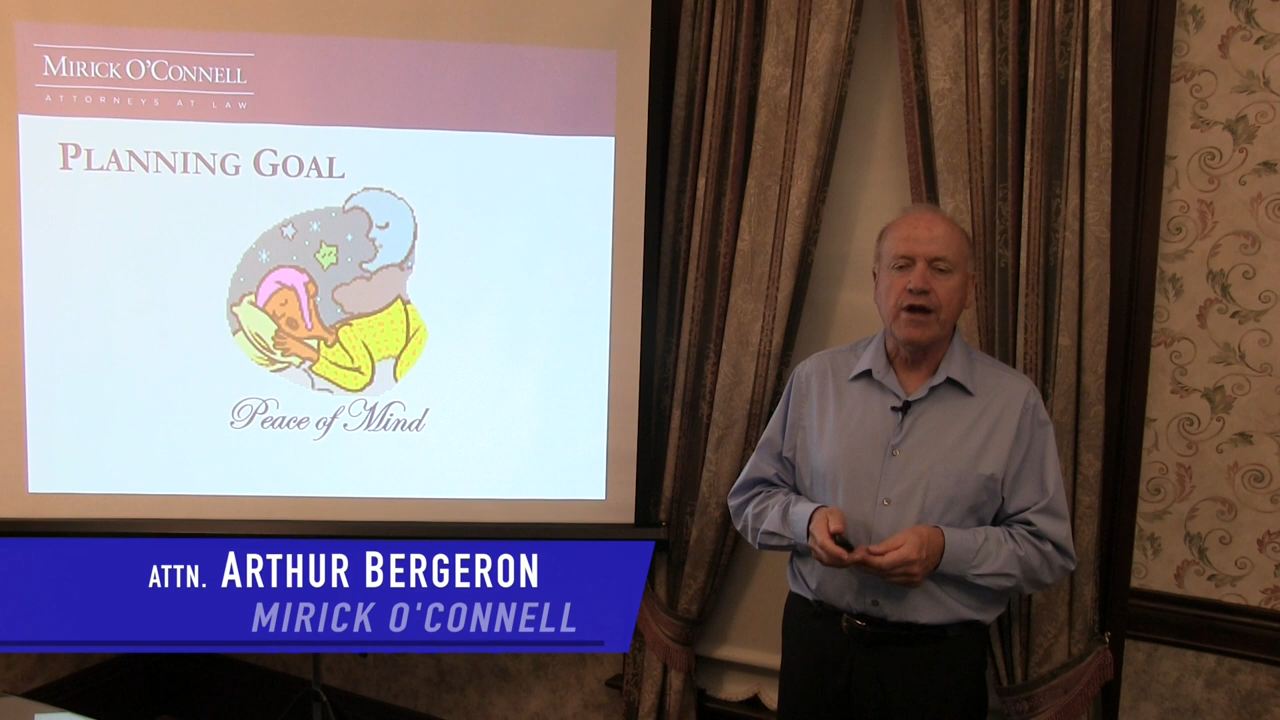 MIRICK O'CONNELL
ATTORNEYS AT LAW
PLANNING GOAL
Peace of Mind
ATTN. ARTHUR BERGERON
MIRICK O'CONNELL